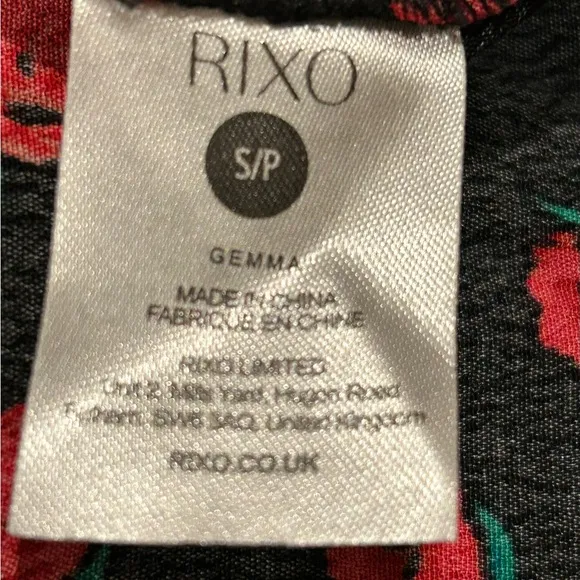 RIXO
S/P
GEMMA
MADE IN CHINA
FABRIQUE EN CHINE
RIXO LIMITED
Unit 2, Mills Yard, Hugon Road
Fulham, SW6 3AQ, United Kingdom
RIXO.CO.UK